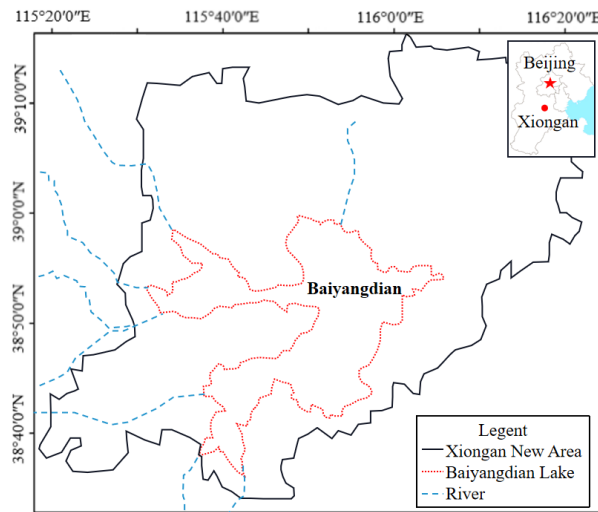 115°20′0″E 115°40′0″E 116°00′0″E 116°20′0″E
39°10′0″N
39°0′0″N
38°50′0″N
38°40′0″N
Beijing
Xiongan
Baiyangdian
Legent
Xiongan New Area
Baiyangdian Lake
River